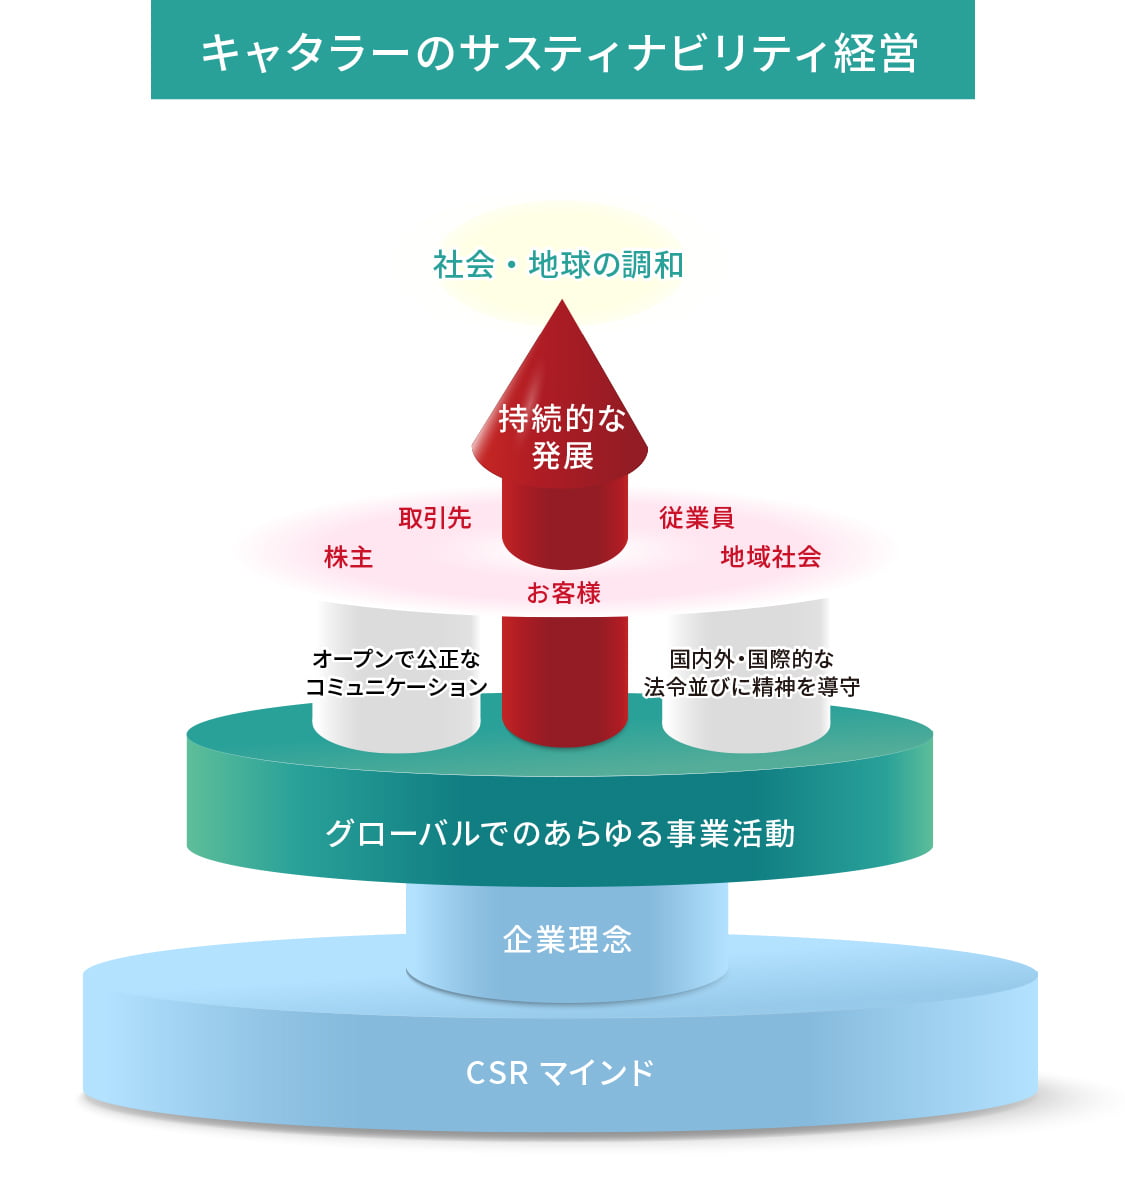 キャタラーのサスティナビリティ経営
社会・地球の調和
持続的な
発展
取引先
従業員
株主
地域社会
お客様
オープンで公正な
コミュニケーション
国内外・国際的な
法令並びに精神を導守
グローバルでのあらゆる事業活動
企業理念
CSR マインド